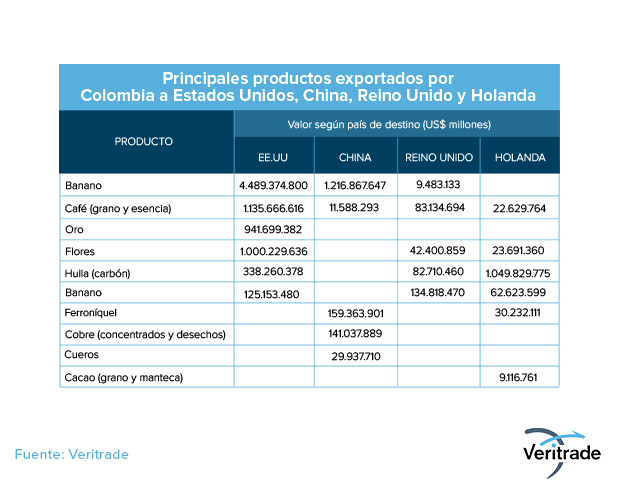 Principales productos exportados por
Colombia a Estados Unidos, China, Reino Unido y Holanda
PRODUCTO
Valor según país de destino (US$ millones)
EE.UU CHINA REINO UNIDO HOLANDA
Banano 4.489.374.800 1.216.867.647 9.483.133
Café (grano y esencia) 1.135.666.616 11.588.293 83.134.694 22.629.764
Oro 941.699.382
Flores 1.000.229.636 42.400.859 23.691.360
Hulla (carbón) 338.260.378 82.710.460 1.049.829.775
Banano 125.153.480 134.818.470 62.623.599
Ferroníquel 159.363.901 30.232.111
Cobre (concentrados y desechos) 141.037.889
Cueros 29.937.710
Cacao (grano y manteca) 9.116.761
Fuente: Veritrade
Veritrade